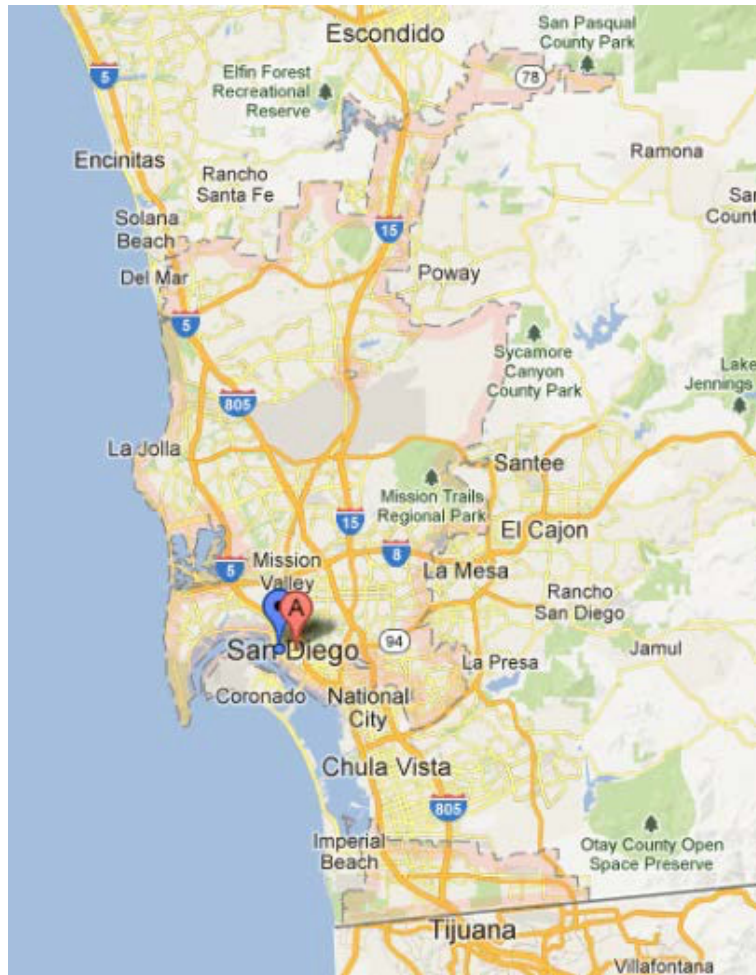 San Pasqual
County Park
Escondido
5
78
Elfin Forest
Recreational
Reserve
Encinitas
Ramona
Rancho
Santa Fe
San
Count
Solana
Beach
15
Del Mar
Poway
5
Sycamore
Canyon
County Park
Lake
Jennings
805
La Jolla
Santee
Mission Trails
Regional Park
15
El Cajon
8
Mission
Valley
5
La Mesa
Rancho
San Diego
A
San Diego
94
Jamul
La Presa
Coronado
National
City
Chula Vista
805
Imperial
Beach
Otay County Open
Space Preserve
Tijuana
Villafontana